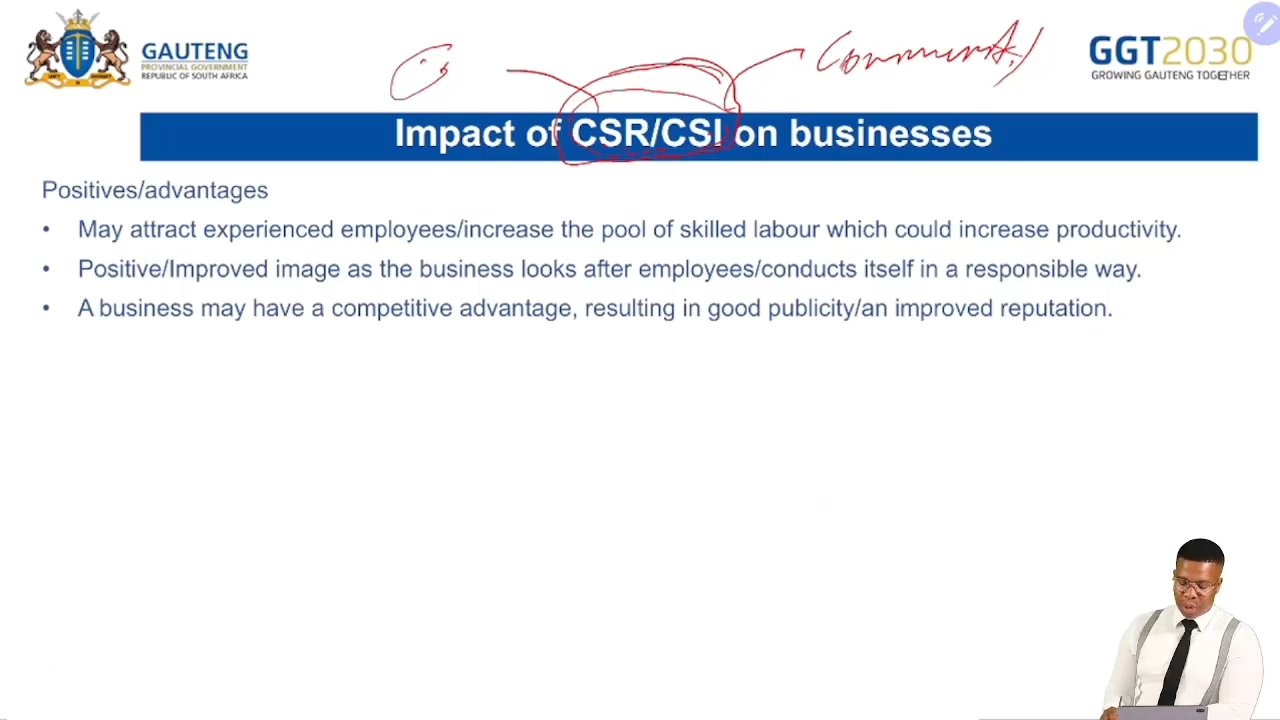 GAUTENG
PROVINCIAL GOVERNMENT
REPUBLIC OF SOUTH AFRICA
Community
GGT2030
GROWING GAUTENG TOGETHER
Impact of CSR/CSI on businesses
Positives/advantages
• May attract experienced employees/increase the pool of skilled labour which could increase productivity.
• Positive/Improved image as the business looks after employees/conducts itself in a responsible way.
• A business may have a competitive advantage, resulting in good publicity/an improved reputation.